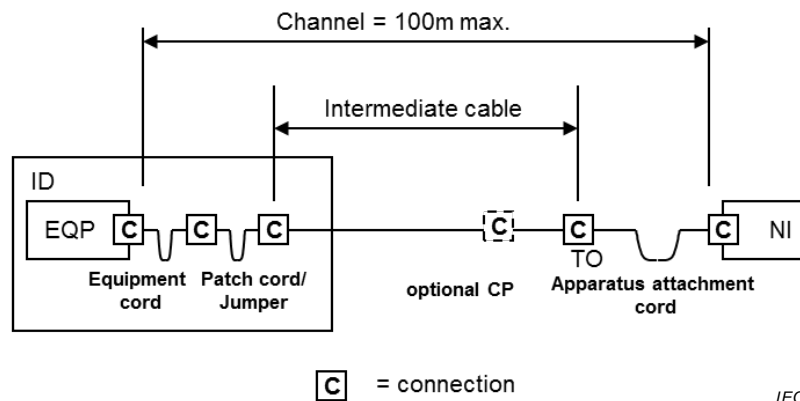 Channel = 100m max.
Intermediate cable
ID
EQP
C
C
C
C
C
TO
C
NI
Equipment
cord
Patch cord/
Jumper
optional CP
Apparatus attachment
cord
C = connection